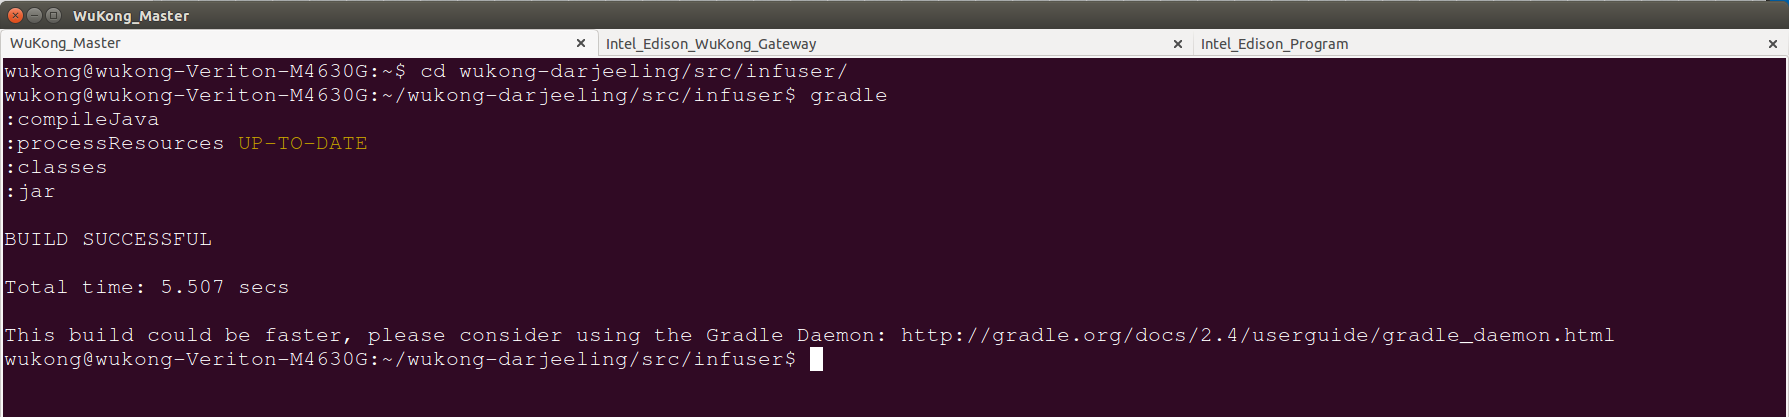 WuKong_Master
WuKong_Master Intel_Edison_WuKong_Gateway Intel_Edison_Program
wukong@wukong-Veriton-M4630G:~$ cd wukong-darjeeling/src/infuser/
wukong@wukong-Veriton-M4630G:~/wukong-darjeeling/src/infuser$ gradle
:compileJava
:processResources UP-TO-DATE
:classes
:jar
BUILD SUCCESSFUL
Total time: 5.507 secs
This build could be faster, please consider using the Gradle Daemon: http://gradle.org/docs/2.4/userguide/gradle_daemon.html
wukong@wukong-Veriton-M4630G:~/wukong-darjeeling/src/infuser$